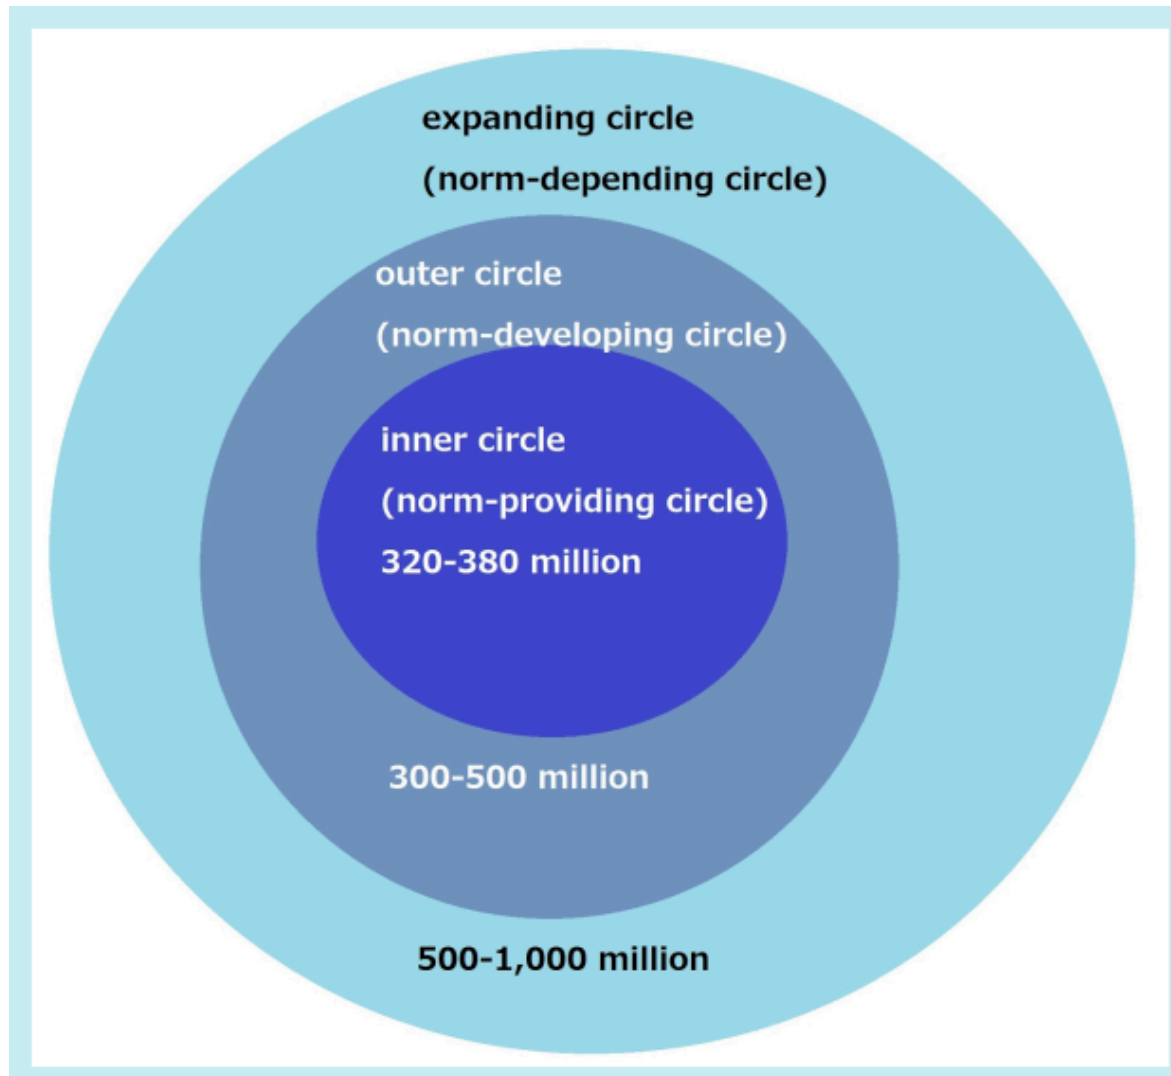 expanding circle
(norm-depending circle)
outer circle
(norm-developing circle)
inner circle
(norm-providing circle)
320-380 million
300-500 million
500-1,000 million